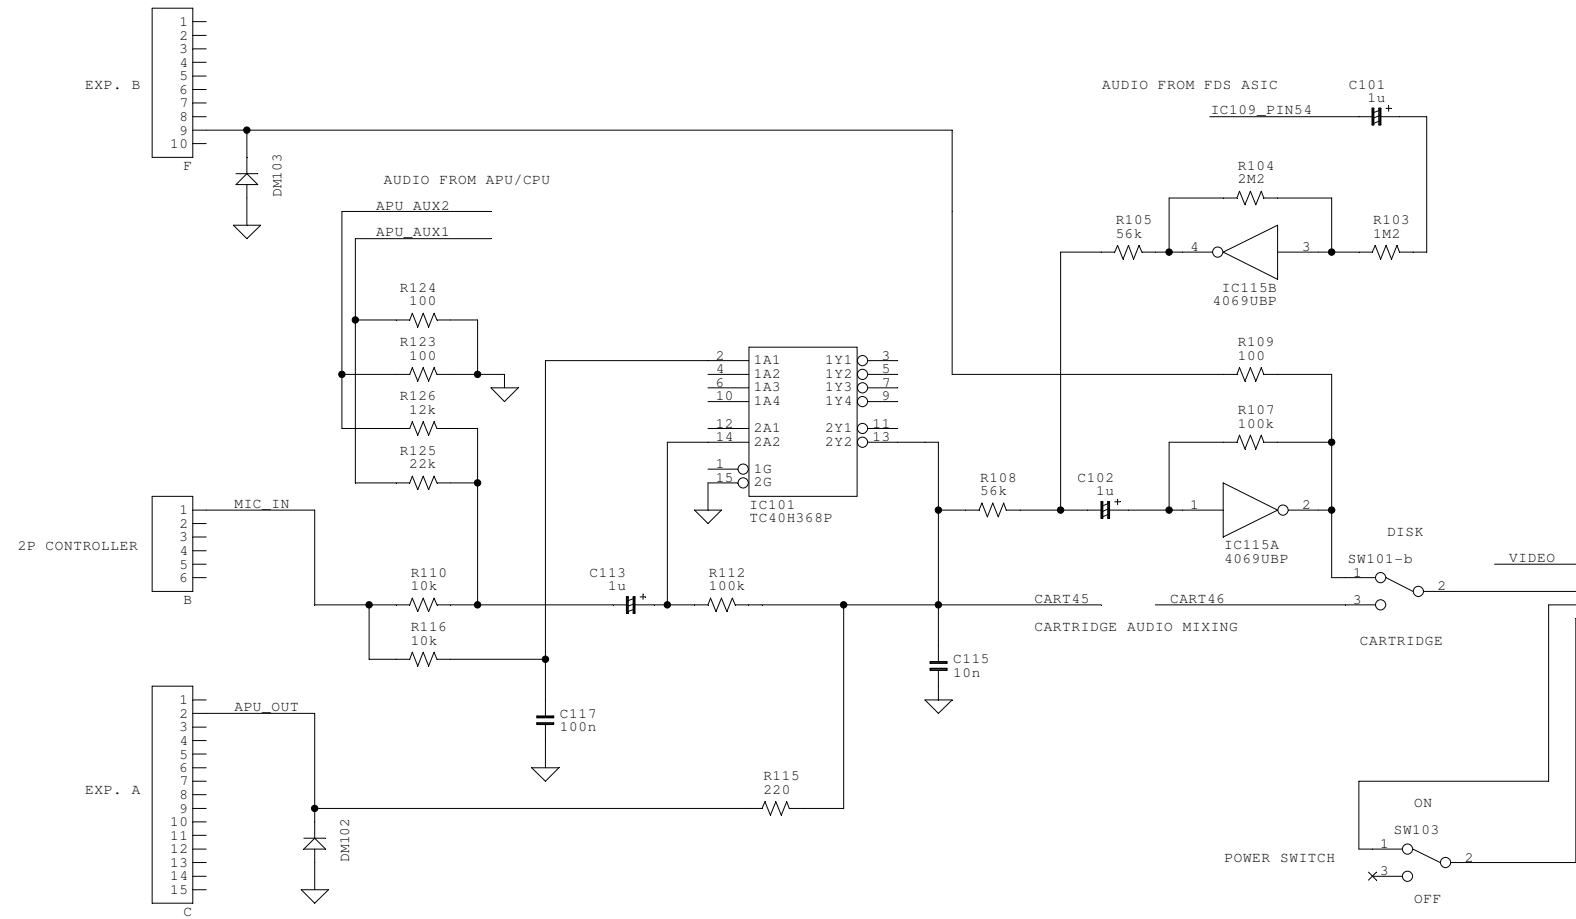 EXP. B
1
2
3
4
5
6
7
8
9
10
F
DM103
AUDIO FROM APU/CPU
APU_AUX2
APU_AUX1
AUDIO FROM FDS ASIC
IC109_PIN54
C101
1u
+
R104
2M2
R105
56k
R103
1M2
4
3
IC115B
4069UBP
R124
100
R123
100
R126
12k
R125
22k
2 1A1 1Y1 3
4 1A2 1Y2 5
6 1A3 1Y3 7
10 1A4 1Y4 9
12 2A1 2Y1 11
14 2A2 2Y2 13
1 1G
15 2G
IC101
TC40H368P
R109
100
R107
100k
R108
56k
C102
1u
+
1
2
IC115A
4069UBP
2P CONTROLLER
1
2
3
4
5
6
B
MIC_IN
R110
10k
R116
10k
C113
1u
+
R112
100k
CART45
CART46
CARTRIDGE AUDIO MIXING
DISK
SW101-b
1
2
3
CARTRIDGE
VIDEO
C115
10n
C117
100n
EXP. A
1
2
3
4
5
6
7
8
9
10
11
12
13
14
15
C
APU_OUT
DM102
R115
220
ON
SW103
1
2
3
POWER SWITCH
OFF